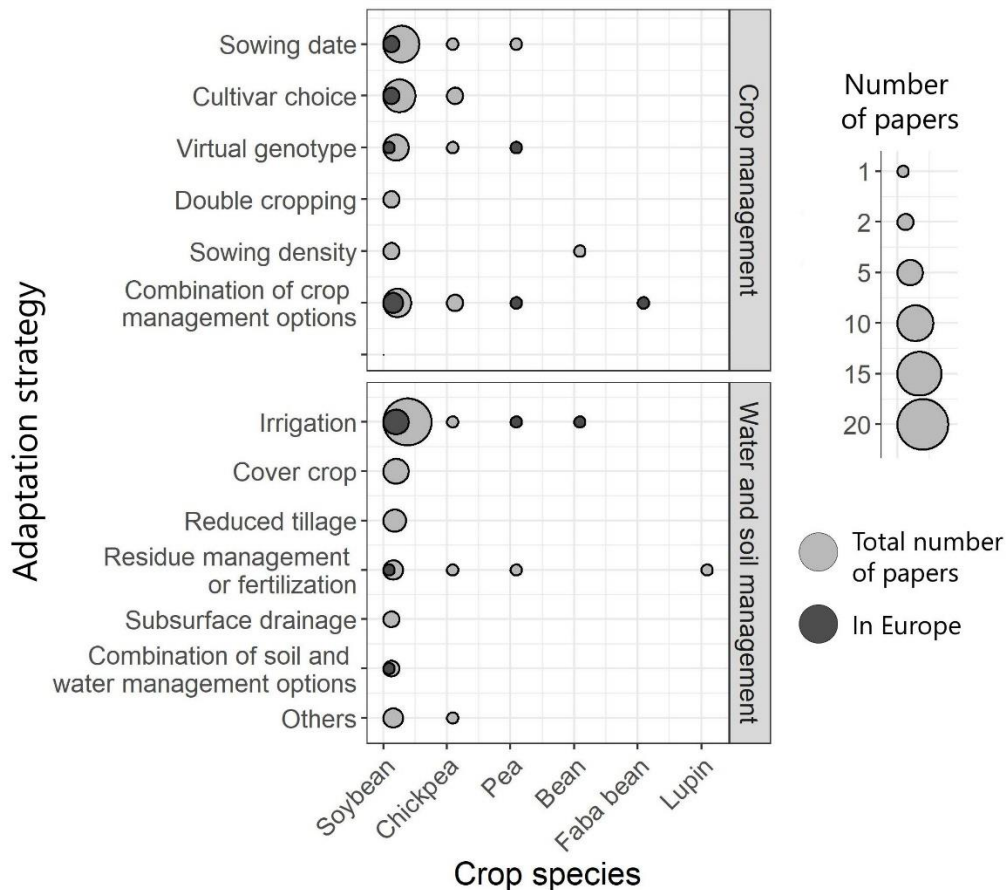 Adaptation strategy
Sowing date
Cultivar choice
Virtual genotype
Double cropping
Sowing density
Combination of crop
management options
Crop management
Irrigation
Cover crop
Reduced tillage
Residue management
or fertilization
Subsurface drainage
Combination of soil and
water management options
Others
Water and soil management
Soybean
Chickpea
Pea
Bean
Faba bean
Lupin
Crop species
Number
of papers
1
2
5
10
15
20
Total number
of papers
In Europe